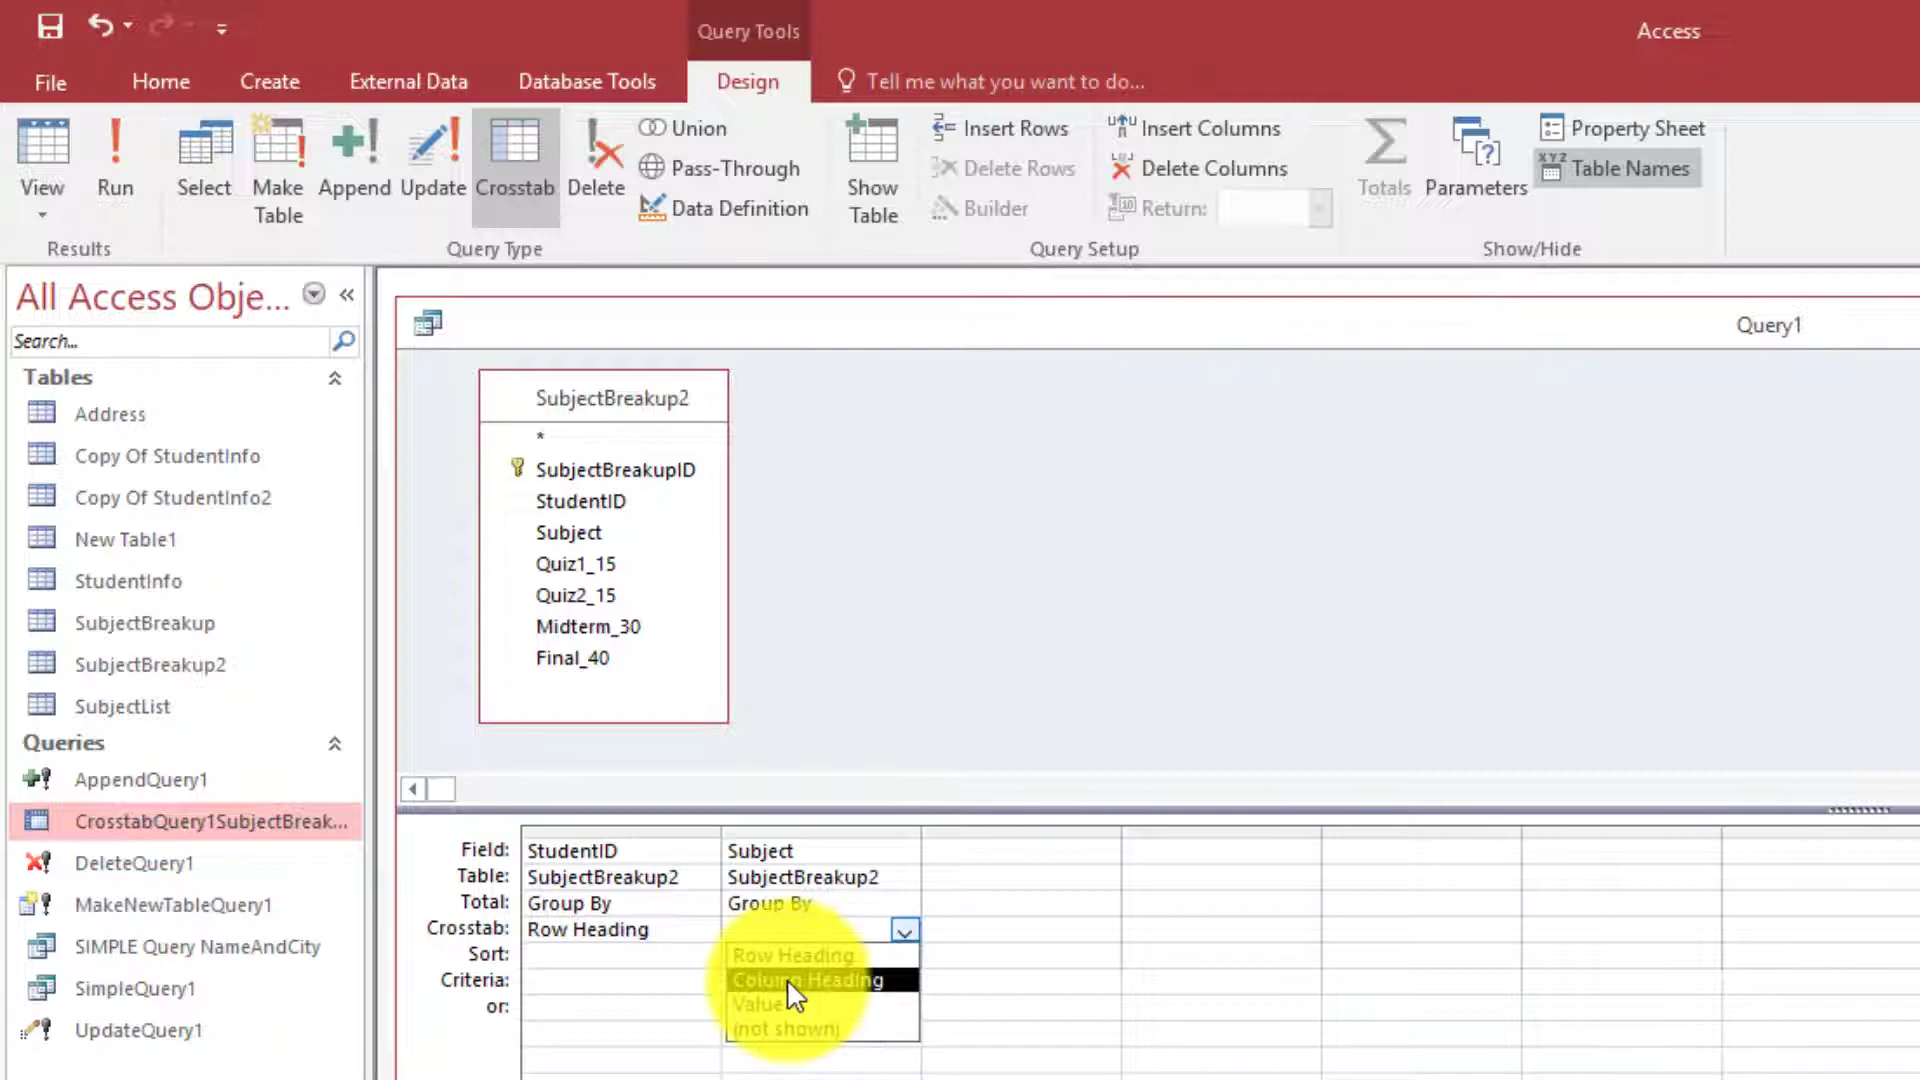 Query Tools
Access
File
Home
Create
External Data
Database Tools
Design
Tell me what you want to do...
View
Run
Select
Make Table
Append
Update
Crosstab
Delete
Union
Pass-Through
Data Definition
Show Table
Insert Rows
Delete Rows
Builder
Insert Columns
Delete Columns
Return:
Totals
Parameters
Property Sheet
Table Names
Results
Query Type
Query Setup
Show/Hide
All Access Obje...
Search...
Tables
Address
Copy Of StudentInfo
Copy Of StudentInfo2
New Table1
StudentInfo
SubjectBreakup
SubjectBreakup2
SubjectList
Queries
AppendQuery1
CrosstabQuery1SubjectBreak...
DeleteQuery1
MakeNewTableQuery1
SIMPLE Query NameAndCity
SimpleQuery1
UpdateQuery1
Query1
SubjectBreakup2
*
SubjectBreakupID
StudentID
Subject
Quiz1_15
Quiz2_15
Midterm_30
Final_40
Field: StudentID Subject
Table: SubjectBreakup2 SubjectBreakup2
Total: Group By Group By
Crosstab: Row Heading
Sort:
Criteria:
or:
Row Heading
Column Heading
Value
(not shown)